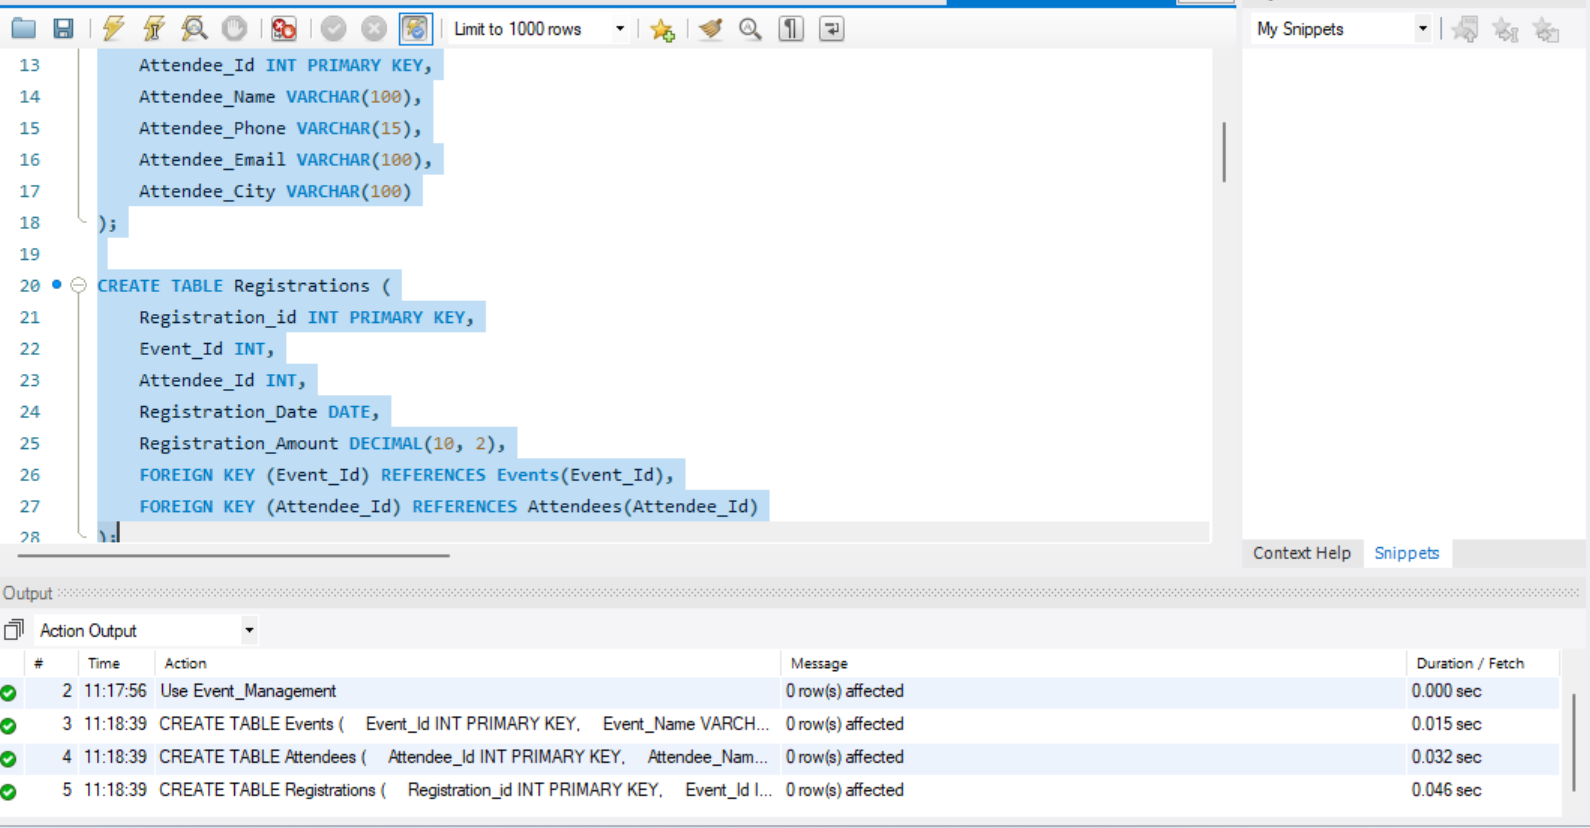 Limit to 1000 rows
My Snippets
13 Attendee_Id INT PRIMARY KEY,
14 Attendee_Name VARCHAR(100),
15 Attendee_Phone VARCHAR(15),
16 Attendee_Email VARCHAR(100),
17 Attendee_City VARCHAR(100)
18 );
19
20 CREATE TABLE Registrations (
21 Registration_id INT PRIMARY KEY,
22 Event_Id INT,
23 Attendee_Id INT,
24 Registration_Date DATE,
25 Registration_Amount DECIMAL(10, 2),
26 FOREIGN KEY (Event_Id) REFERENCES Events(Event_Id),
27 FOREIGN KEY (Attendee_Id) REFERENCES Attendees(Attendee_Id)
28 );
Context Help Snippets
Output
Action Output
# Time Action Message Duration / Fetch
2 11:17:56 Use Event_Management 0 row(s) affected 0.000 sec
3 11:18:39 CREATE TABLE Events ( Event_Id INT PRIMARY KEY, Event_Name VARCH... 0 row(s) affected 0.015 sec
4 11:18:39 CREATE TABLE Attendees ( Attendee_Id INT PRIMARY KEY, Attendee_Nam... 0 row(s) affected 0.032 sec
5 11:18:39 CREATE TABLE Registrations ( Registration_id INT PRIMARY KEY, Event_Id I... 0 row(s) affected 0.046 sec